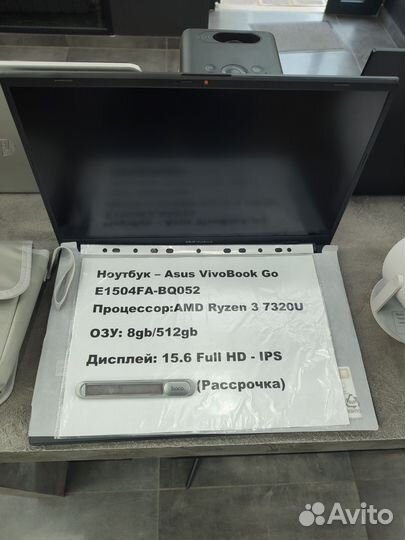 Ноутбук – Asus VivoBook Go
E1504FA-BQ052
Процессор:AMD Ryzen 3 7320U
ОЗУ: 8gb/512gb
Дисплей: 15.6 Full HD - IPS
hoco. (Рассрочка)
Avito